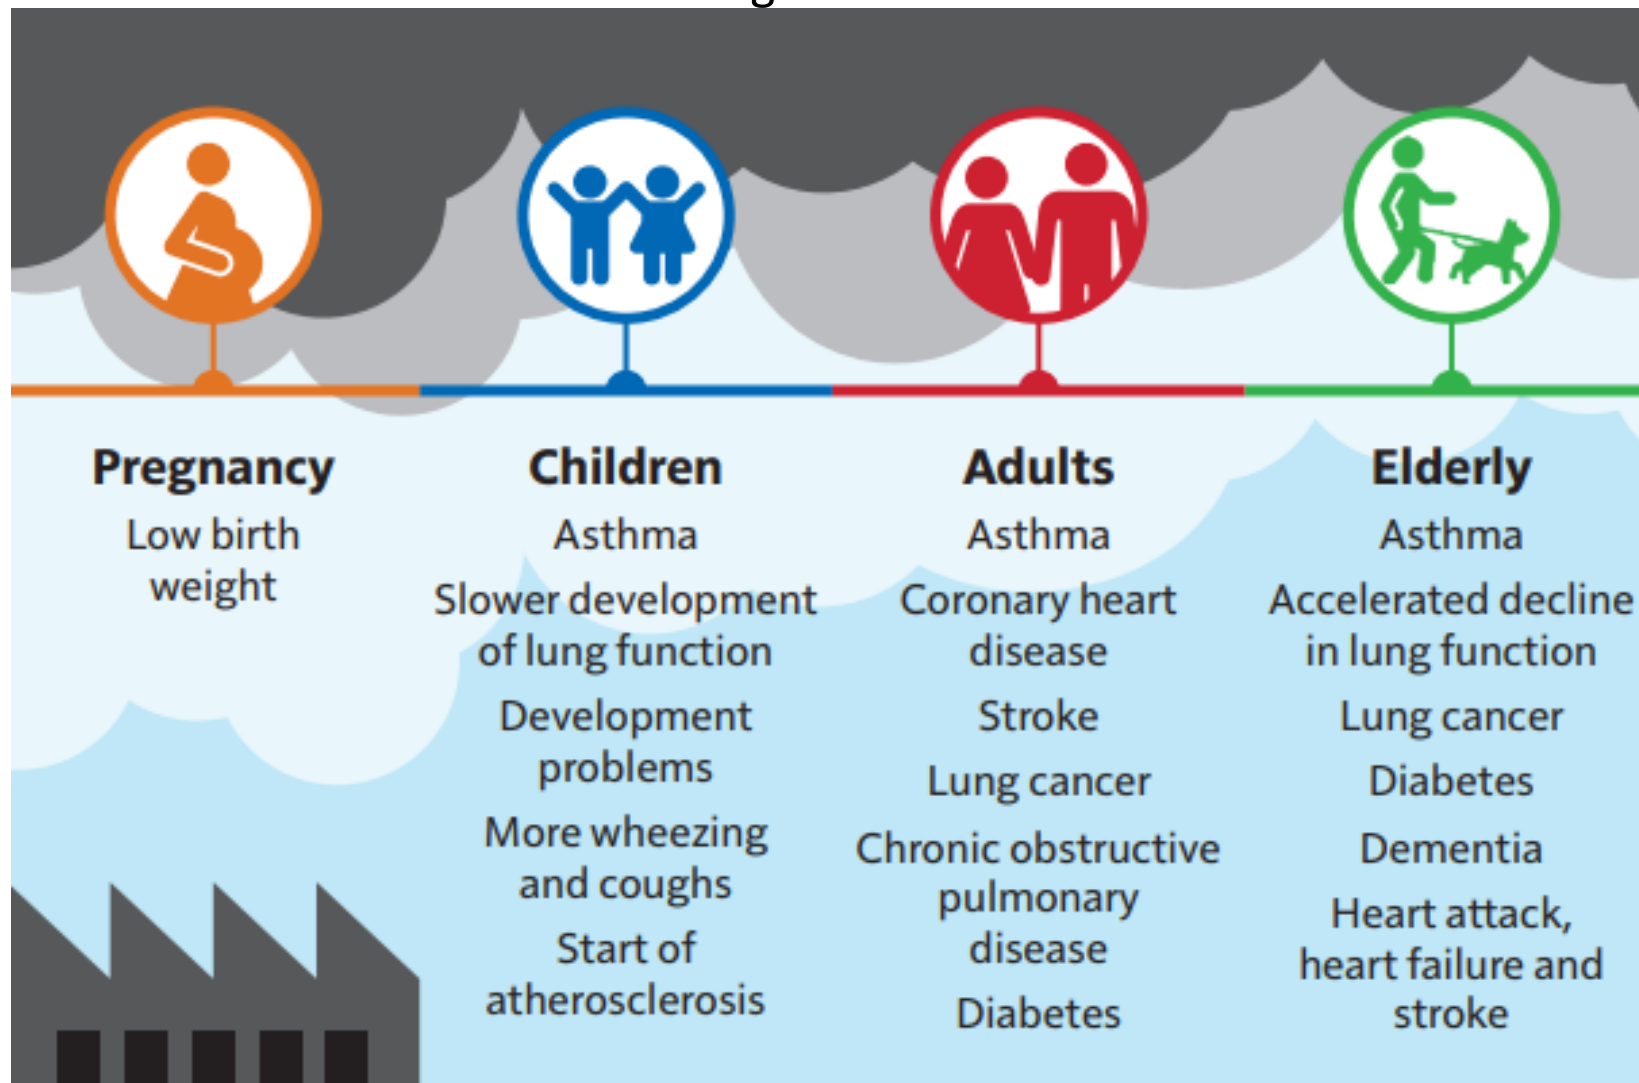 Pregnancy
Low birth
weight
Children
Asthma
Slower development
of lung function
Development
problems
More wheezing
and coughs
Start of
atherosclerosis
Adults
Asthma
Coronary heart
disease
Stroke
Lung cancer
Chronic obstructive
pulmonary
disease
Diabetes
Elderly
Asthma
Accelerated decline
in lung function
Lung cancer
Diabetes
Dementia
Heart attack,
heart failure and
stroke